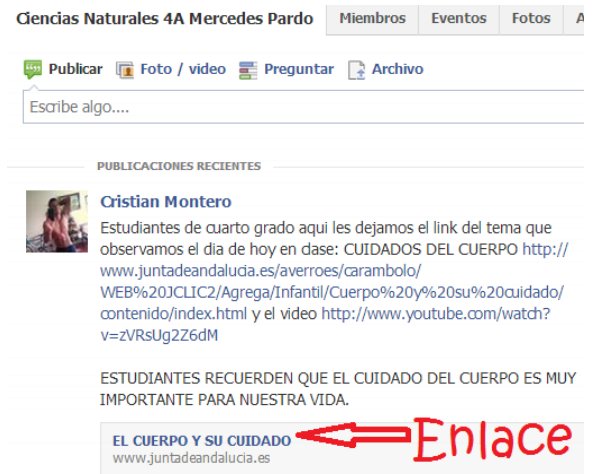 Ciencias Naturales 4A Mercedes Pardo Miembros Eventos Fotos A
Publicar Foto / video Preguntar Archivo
Escribe algo....
PUBLICACIONES RECIENTES
Cristian Montero
Estudiantes de cuarto grado aqui les dejamos el link del tema que
observamos el dia de hoy en clase: CUIDADOS DEL CUERPO http://
www.juntadeandalucia.es/averroes/carambolo/
WEB%20JCLIC2/Agrega/Infantil/Cuerpo%20y%20su%20cuidado/
contenido/index.html y el video http://www.youtube.com/watch?
v=zVRsUg2Z6dM
ESTUDIANTES RECUERDEN QUE EL CUIDADO DEL CUERPO ES MUY
IMPORTANTE PARA NUESTRA VIDA.
EL CUERPO Y SU CUIDADO Enlace
www.juntadeandalucia.es